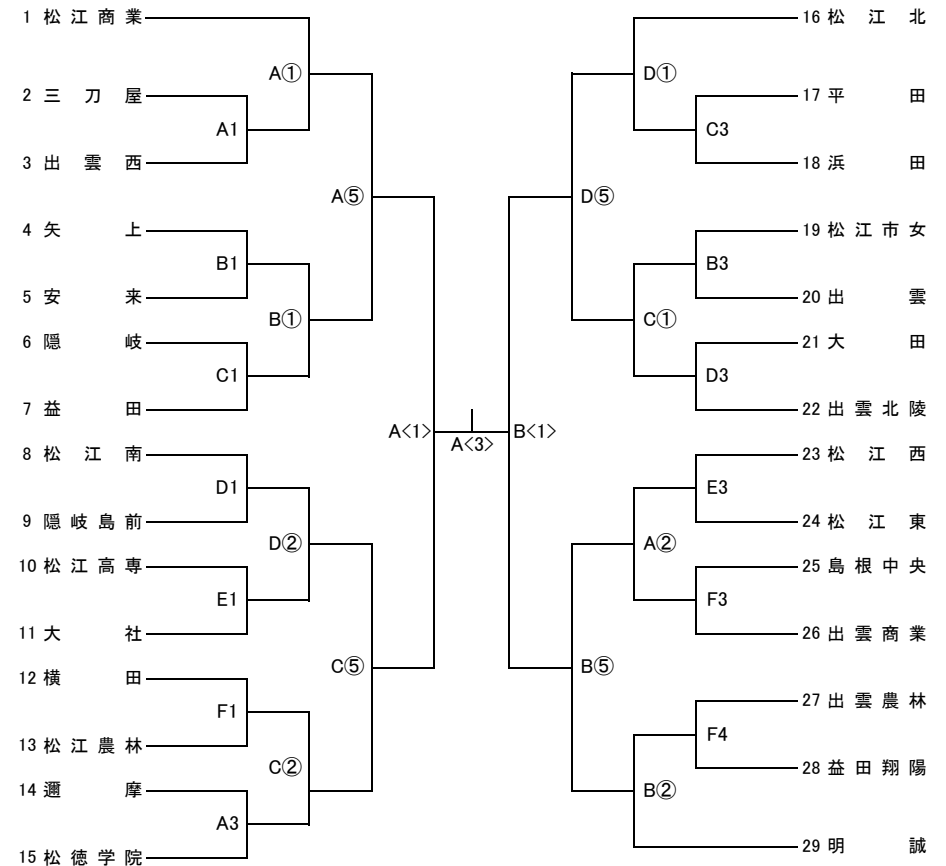 1 松江商業
A①
2 三刀屋
A1
3 出雲西
A⑤
4 矢上
B1
5 安来
B①
6 隠岐
C1
7 益田
A<1>
8 松江南
D1
9 隠岐島前
D②
10 松江高専
E1
11 大社
C⑤
12 横田
F1
13 松江農林
C②
14 邇摩
A3
15 松徳学院
A<3>
16 松江北
D①
17 平田
C3
18 浜田
D⑤
19 松江市女
B3
20 出雲
C①
21 大田
D3
22 出雲北陵
B<1>
23 松江西
E3
24 松江東
A②
25 島根中央
F3
26 出雲商業
B⑤
27 出雲農林
F4
28 益田翔陽
B②
29 明誠